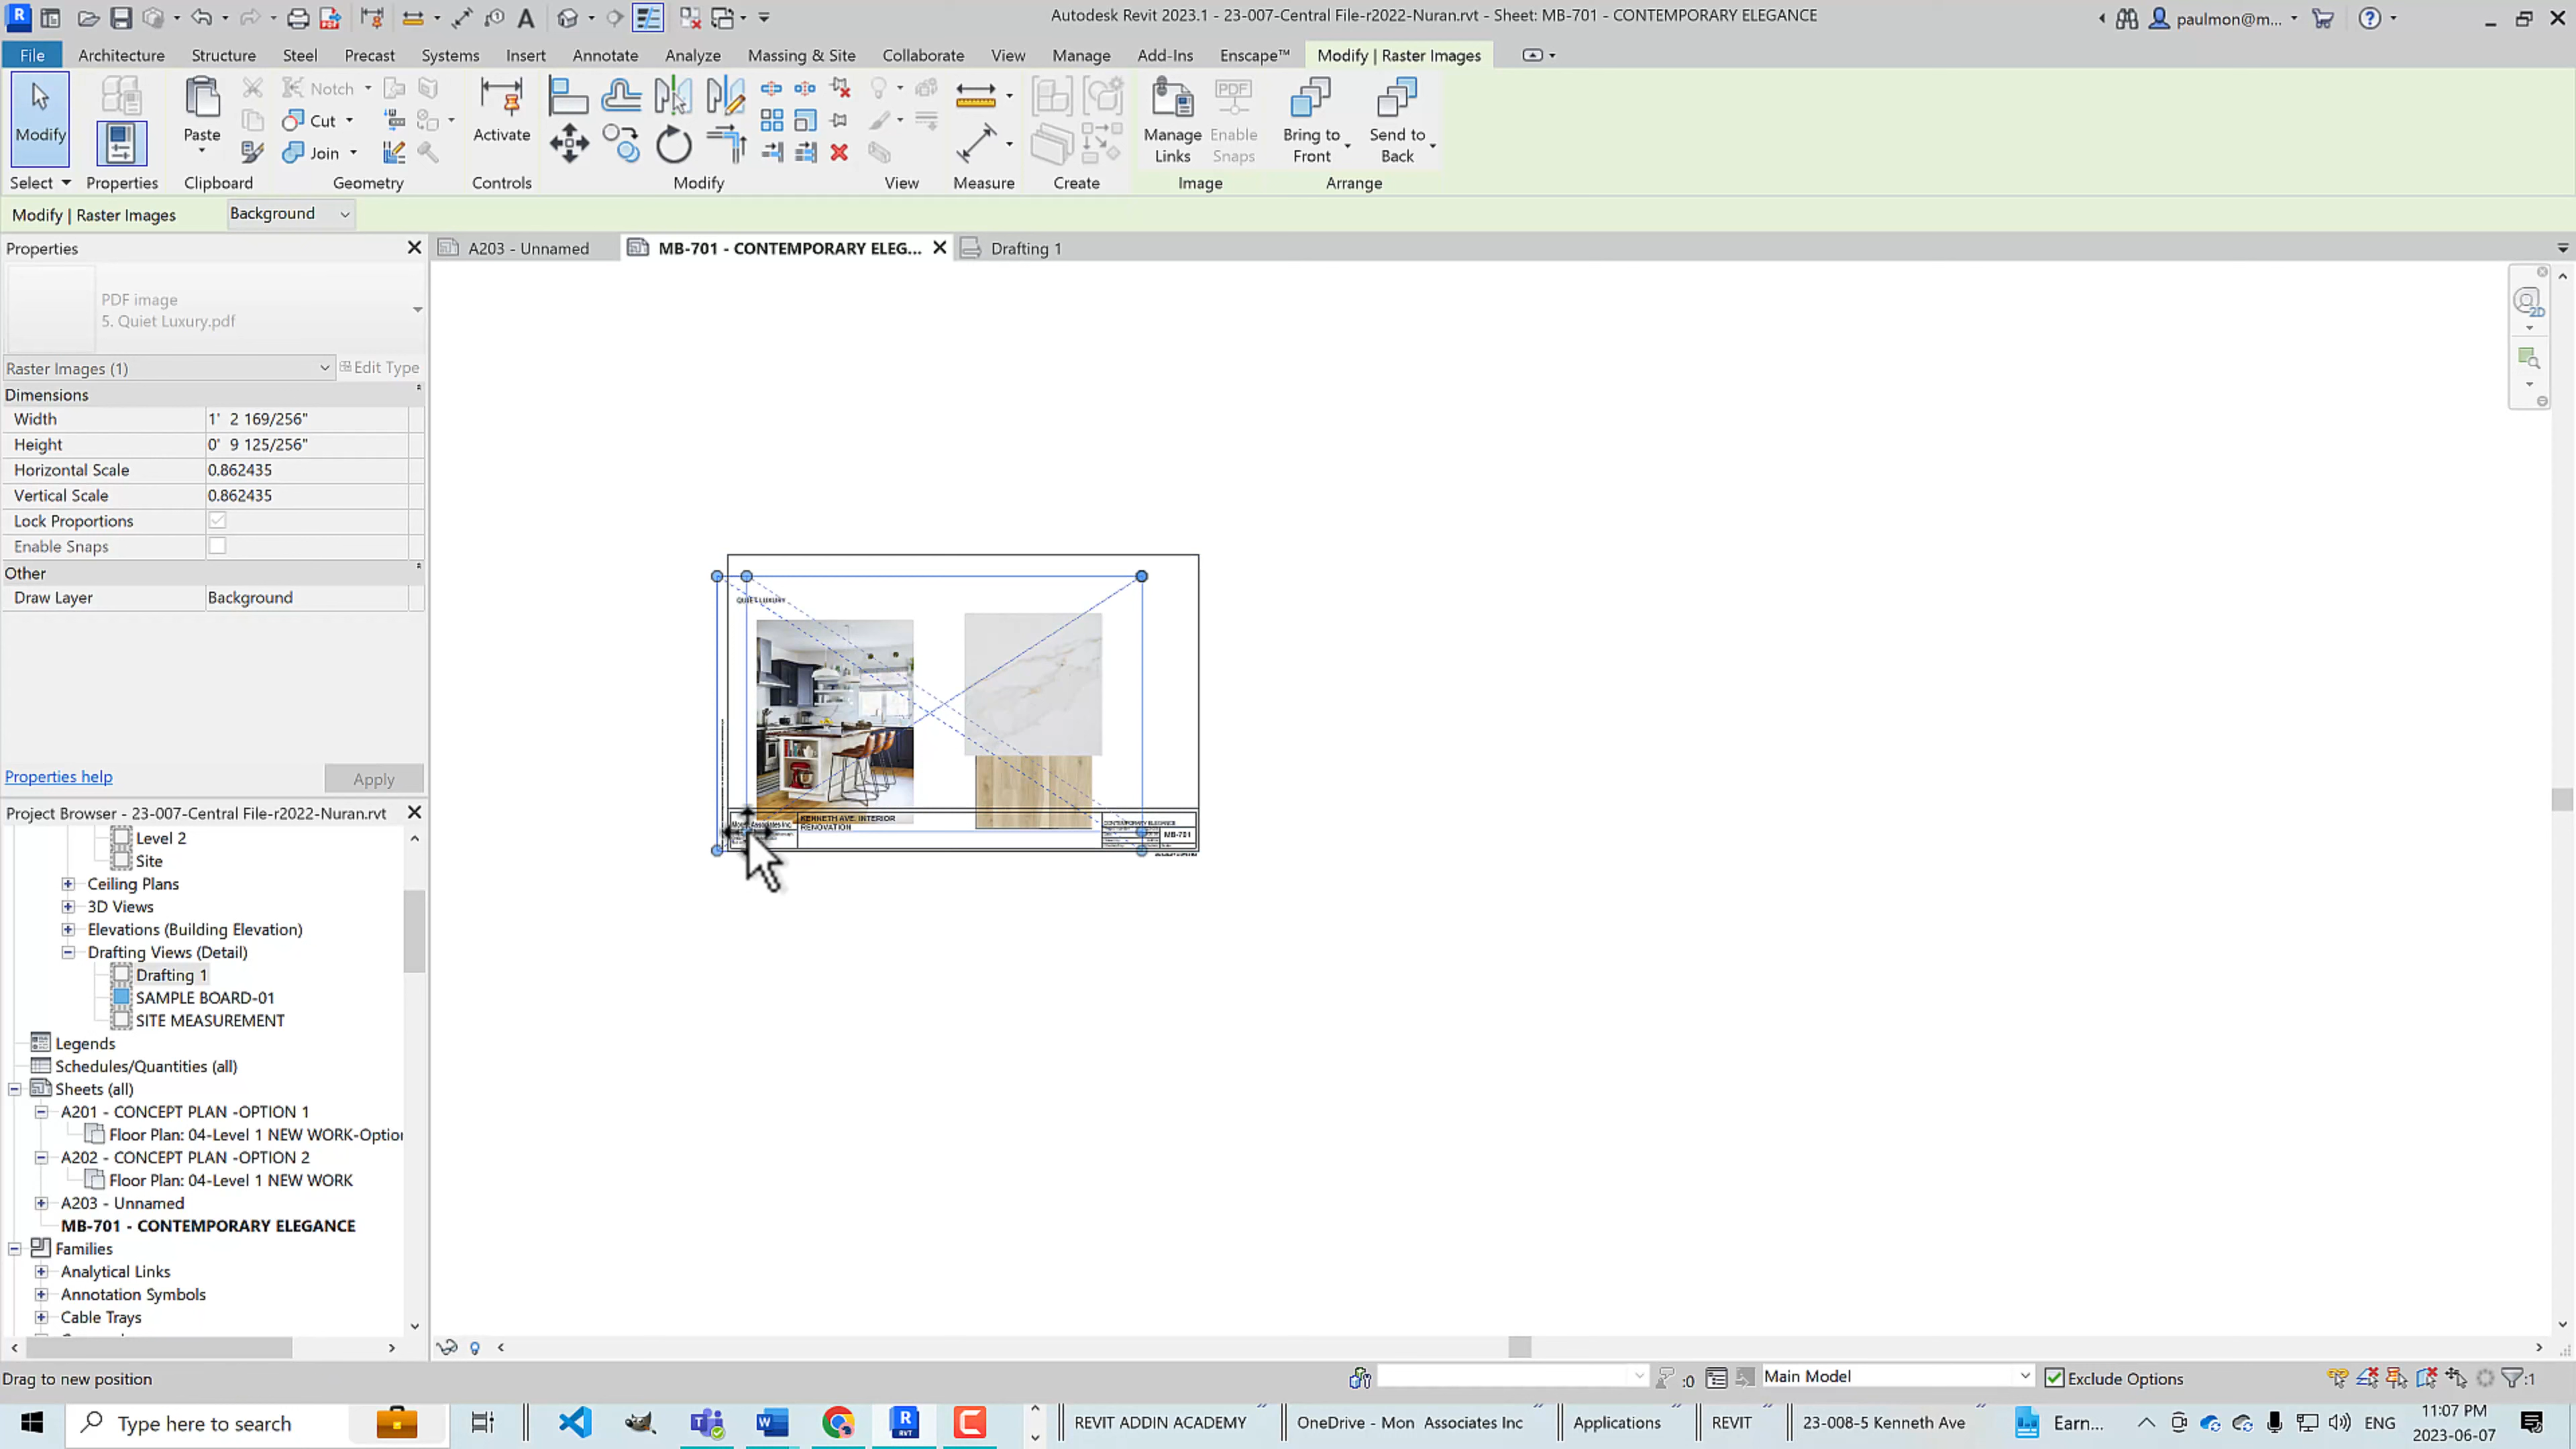 Autodesk Revit 2023.1 - 23-007-Central File-r2022-Nuran.rvt - Sheet: MB-701 - CONTEMPORARY ELEGANCE
paulmon@m...
File Architecture Structure Steel Precast Systems Insert Annotate Analyze Massing & Site Collaborate View Manage Add-Ins Enscape™ Modify | Raster Images
Modify Paste Notch Cut Join Activate Manage Links Enable Snaps Bring to Front Send to Back
Select Properties Clipboard Geometry Controls Modify View Measure Create Image Arrange
Modify | Raster Images Background
Properties
A203 - Unnamed MB-701 - CONTEMPORARY ELEG... Drafting 1
PDF image
5. Quiet Luxury.pdf
Raster Images (1) Edit Type
Dimensions
Width 1' 2 169/256"
Height 0' 9 125/256"
Horizontal Scale 0.862435
Vertical Scale 0.862435
Lock Proportions
Enable Snaps
Other
Draw Layer Background
Properties help Apply
QUIET LUXURY
KENNETH AVE. INTERIOR
RENOVATION
CONTEMPORARY ELEGANCE
MB-701
Project Browser - 23-007-Central File-r2022-Nuran.rvt
Level 2
Site
Ceiling Plans
3D Views
Elevations (Building Elevation)
Drafting Views (Detail)
Drafting 1
SAMPLE BOARD-01
SITE MEASUREMENT
Legends
Schedules/Quantities (all)
Sheets (all)
A201 - CONCEPT PLAN -OPTION 1
Floor Plan: 04-Level 1 NEW WORK-Optio
A202 - CONCEPT PLAN -OPTION 2
Floor Plan: 04-Level 1 NEW WORK
A203 - Unnamed
MB-701 - CONTEMPORARY ELEGANCE
Families
Analytical Links
Annotation Symbols
Cable Trays
Drag to new position
:0 Main Model Exclude Options :1
Type here to search
REVIT ADDIN ACADEMY OneDrive - Mon Associates Inc Applications REVIT 23-008-5 Kenneth Ave Earn... ENG
11:07 PM
2023-06-07